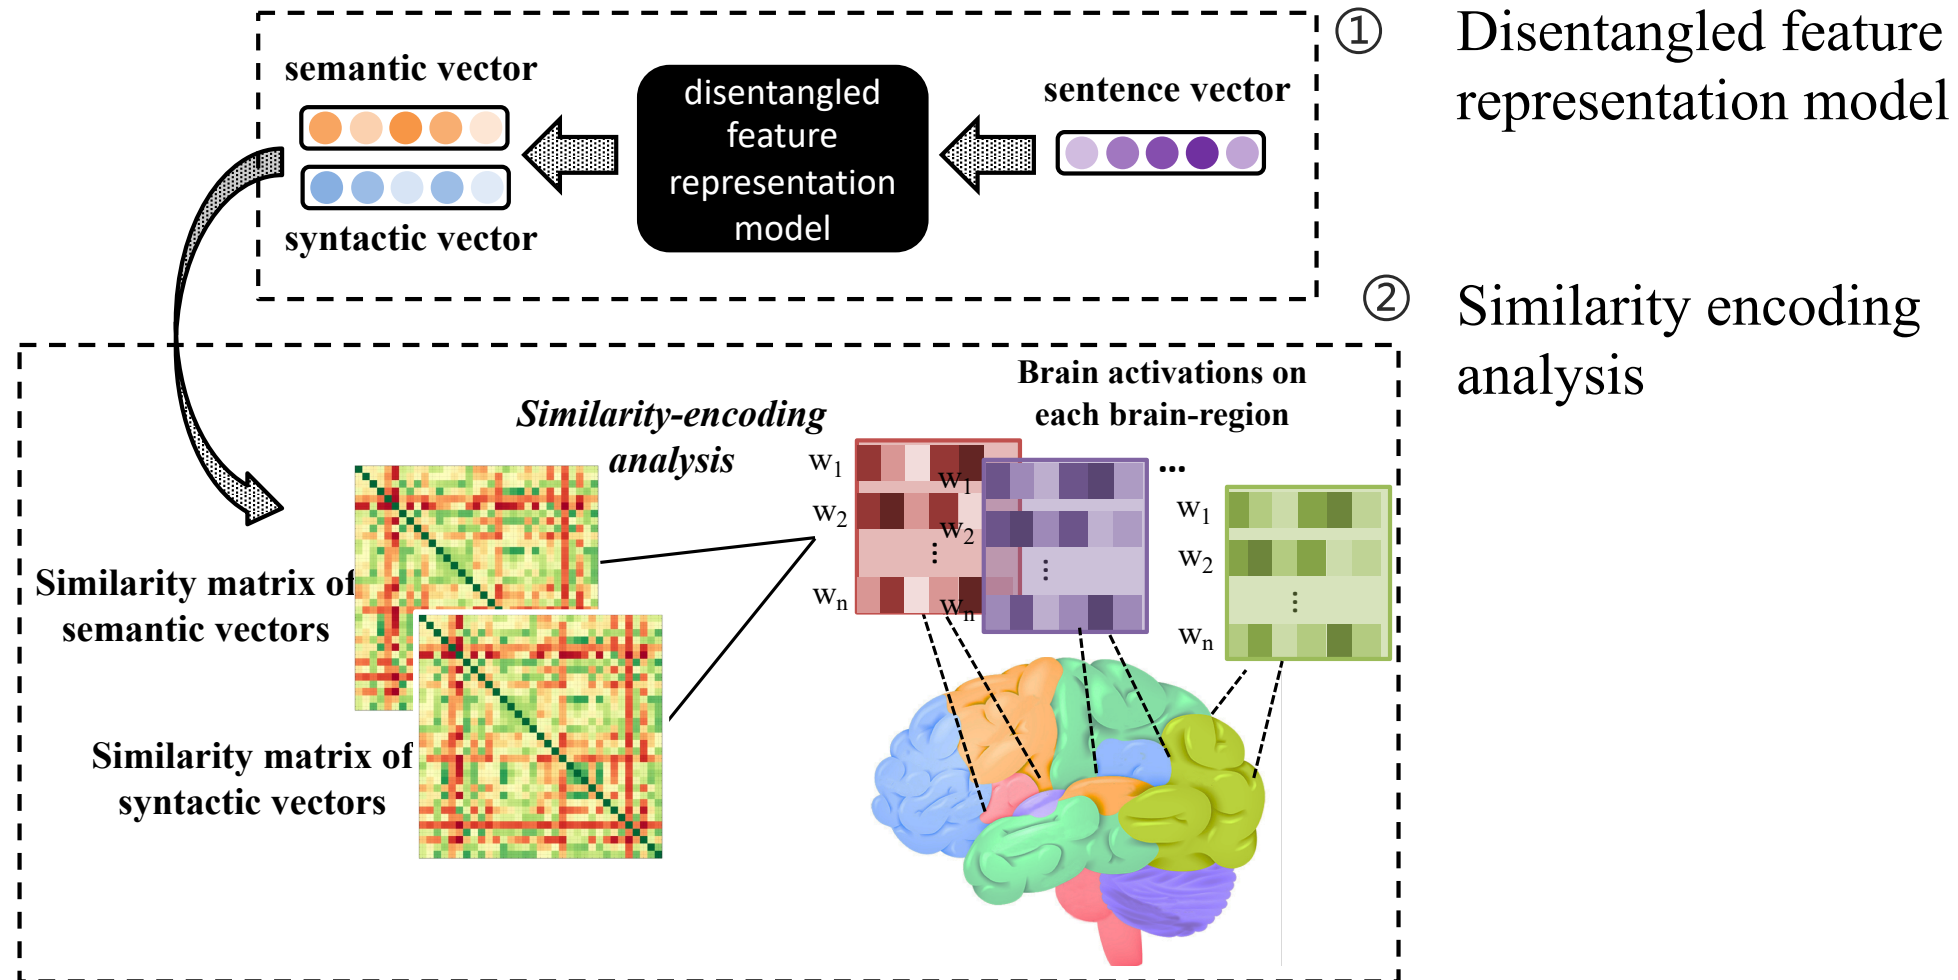 ①
Disentangled feature
representation model
semantic vector
syntactic vector
disentangled
feature
representation
model
sentence vector
②
Similarity encoding
analysis
Similarity-encoding
analysis
Brain activations on
each brain-region
Similarity matrix of
semantic vectors
Similarity matrix of
syntactic vectors
w1
w2
⋮
wn
w1
w2
⋮
wn
...
w1
w2
⋮
wn